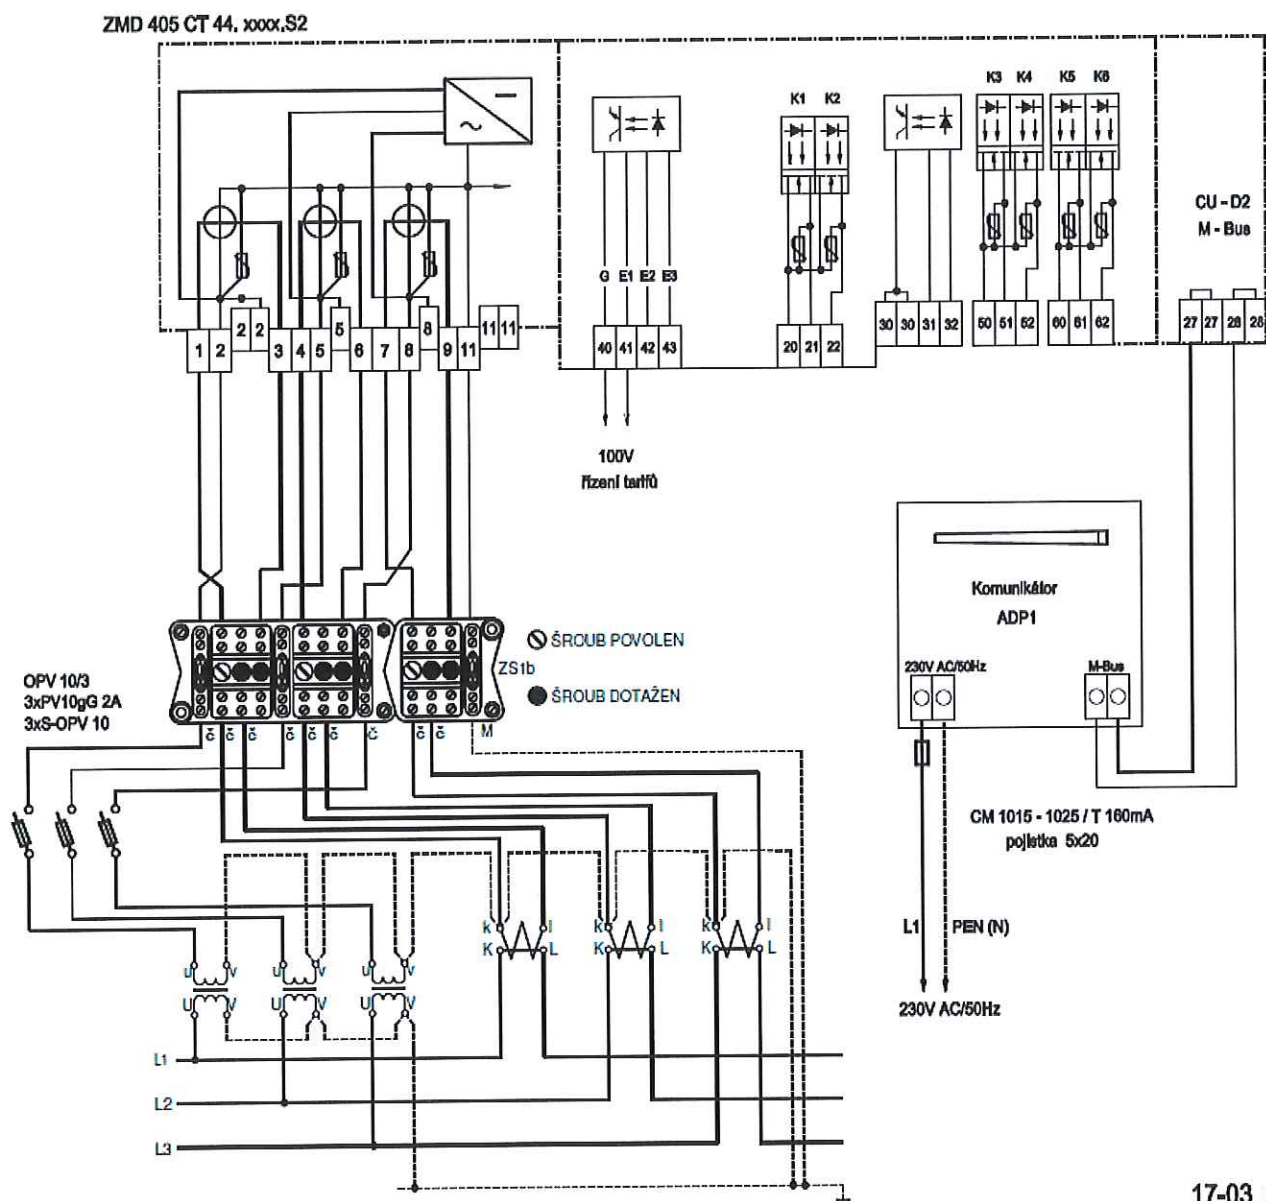 ZMD 405 CT 44. xxxx.S2
K1 K2
K3 K4 K5 K6
CU - D2
M - Bus
G E1 E2 E3
1 2 2 2 3 4 5 5 6 7 8 8 9 11 11 11
40 41 42 43
20 21 22
30 30 31 32
50 51 52
60 61 62
27 27 28 28
100V
řízení tarifů
Komunikátor
ADP1
230V AC/50Hz
M-Bus
ŠROUB POVOLEN
ZS1b
ŠROUB DOTAŽEN
OPV 10/3
3xPV10gG 2A
3xS-OPV 10
č č č č č č č č č M
CM 1015 - 1025 / T 160mA
pojistka 5x20
k l k l k l
K L K L K L
L1 PEN (N)
U V U V U V
U V U V U V
230V AC/50Hz
L1
L2
L3
17-03